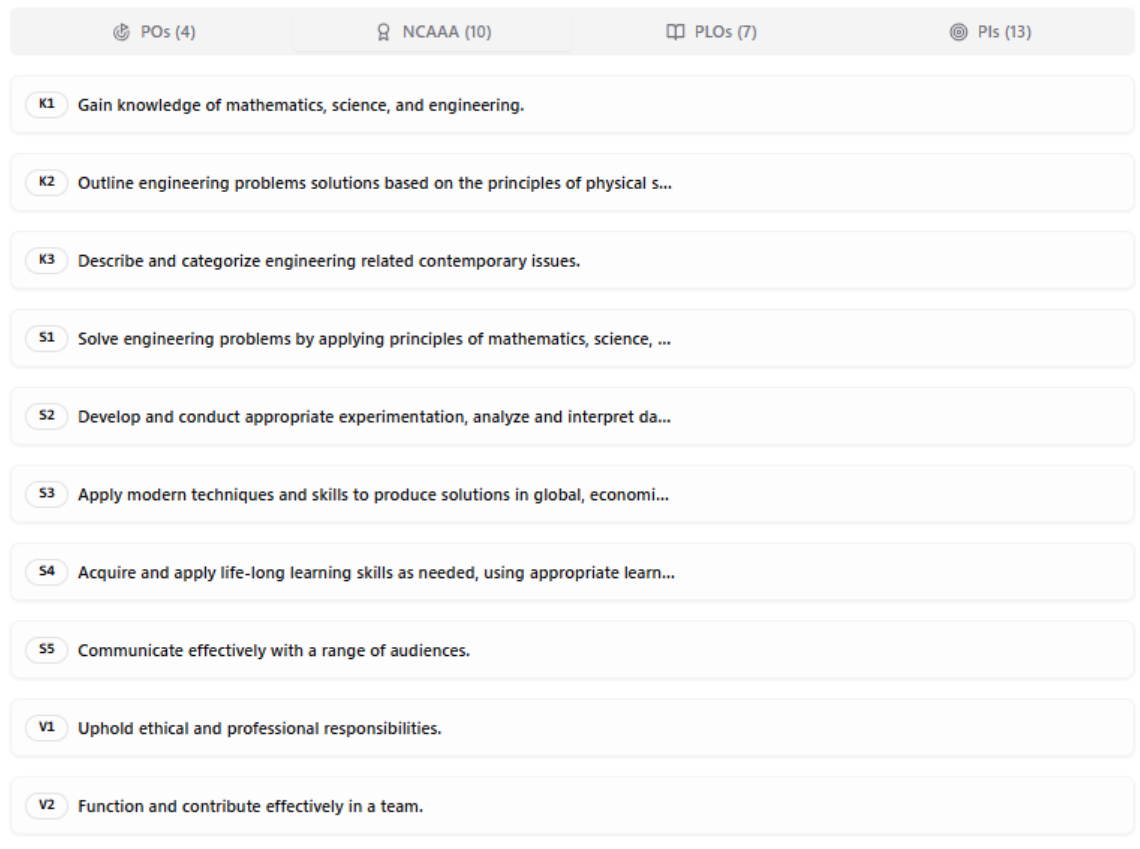 POs (4) NCAAA (10) PLOs (7) PIs (13)
K1 Gain knowledge of mathematics, science, and engineering.
K2 Outline engineering problems solutions based on the principles of physical s...
K3 Describe and categorize engineering related contemporary issues.
S1 Solve engineering problems by applying principles of mathematics, science, ...
S2 Develop and conduct appropriate experimentation, analyze and interpret da...
S3 Apply modern techniques and skills to produce solutions in global, economi...
S4 Acquire and apply life-long learning skills as needed, using appropriate learn...
S5 Communicate effectively with a range of audiences.
V1 Uphold ethical and professional responsibilities.
V2 Function and contribute effectively in a team.